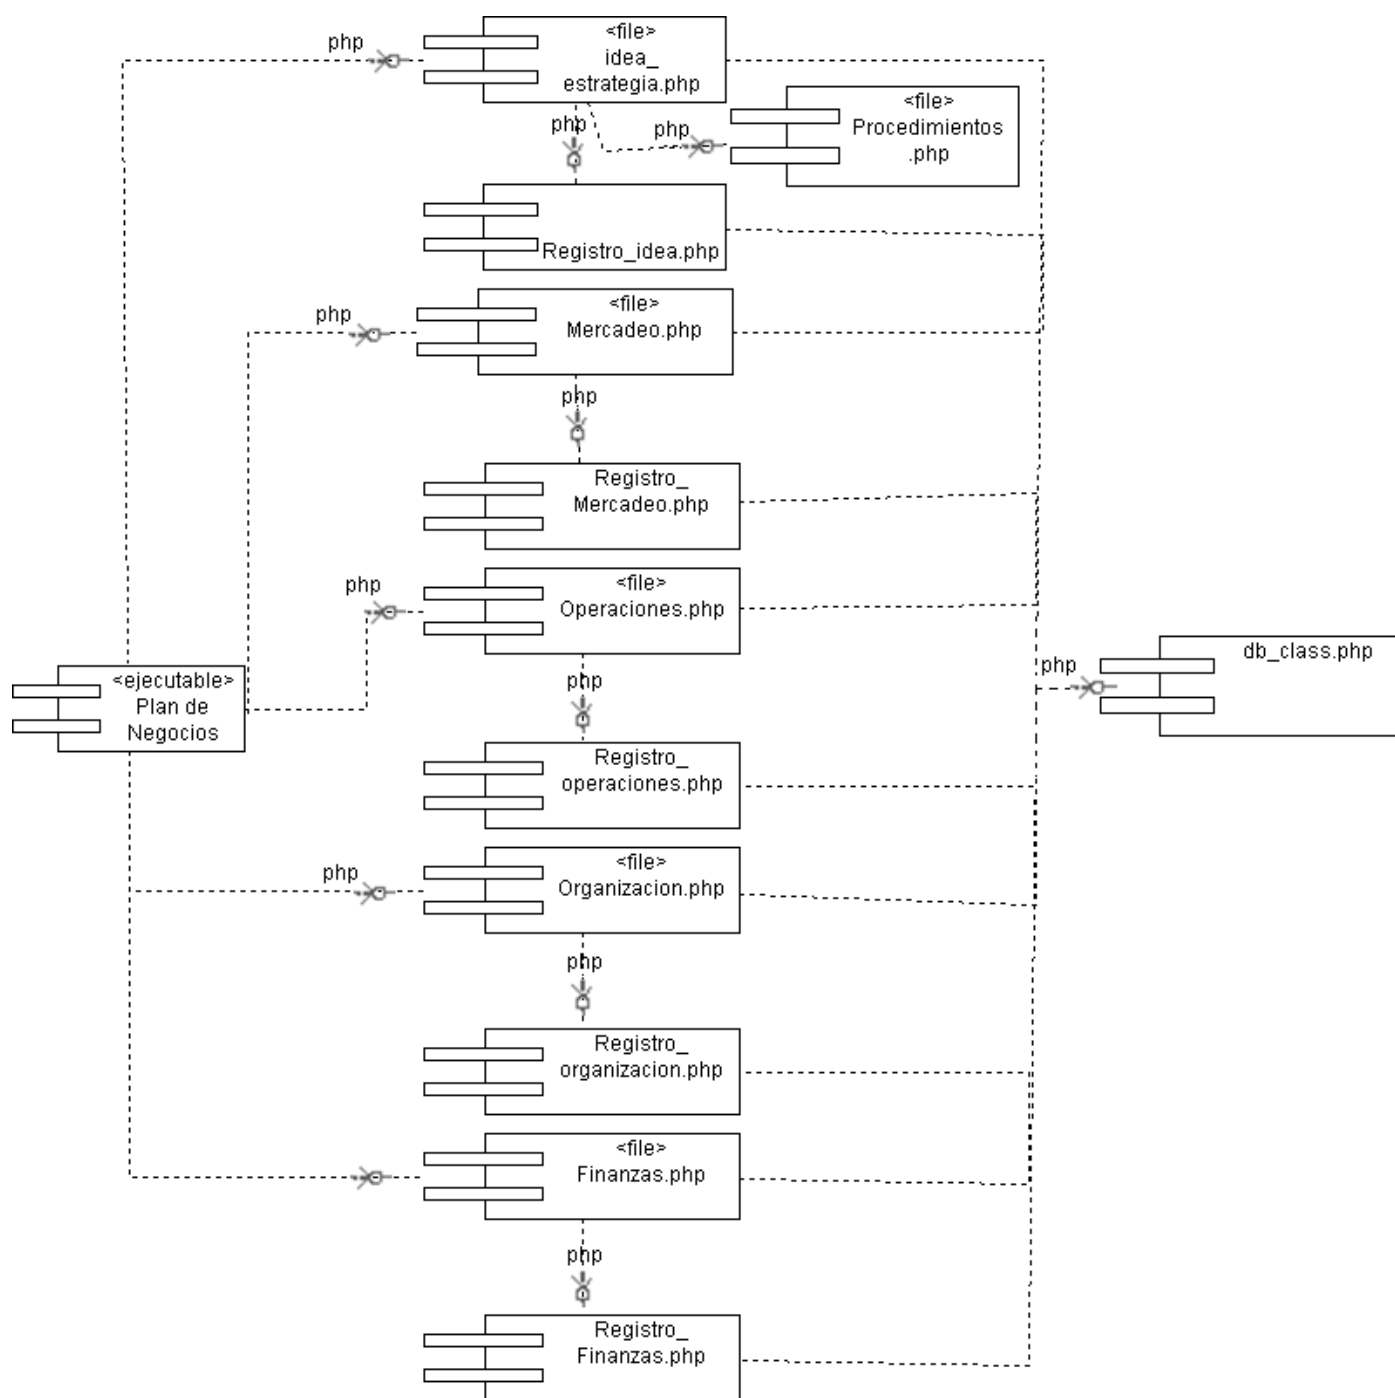 php
<file>
idea_
estrategia.php
php
php
<file>
Procedimientos
.php
Registro_idea.php
php
<file>
Mercadeo.php
php
Registro_
Mercadeo.php
php
<file>
Operaciones.php
php
<ejecutable>
Plan de
Negocios
php
db_class.php
Registro_
operaciones.php
php
<file>
Organizacion.php
php
Registro_
organizacion.php
<file>
Finanzas.php
php
Registro_
Finanzas.php